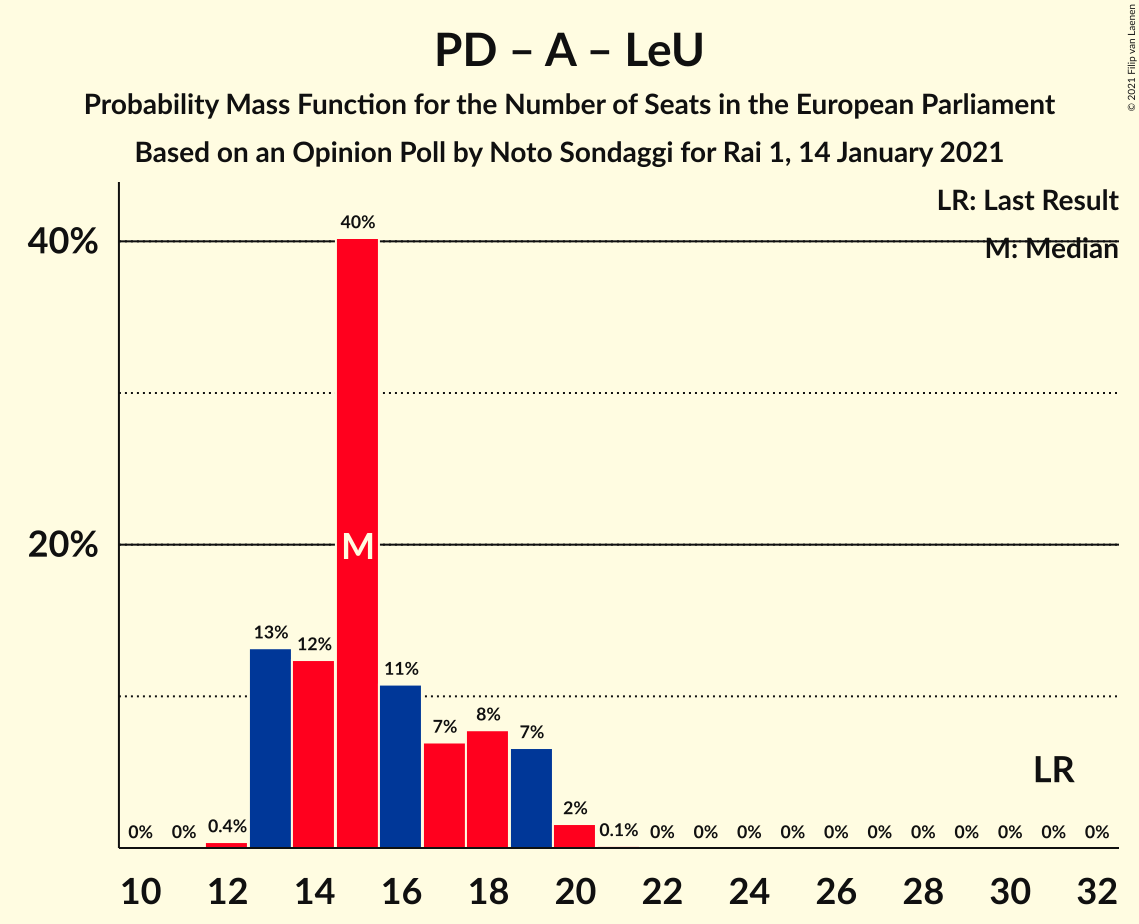 PD – A – LeU
Probability Mass Function for the Number of Seats in the European Parliament
Based on an Opinion Poll by Noto Sondaggi for Rai 1, 14 January 2021
© 2021 Filip van Laenen
LR: Last Result
M: Median
40%
20%
40%
M
13%
12%
11%
7%
8%
7%
2%
0% 0% 0.4% 0.1% 0% 0% 0% 0% 0% 0% 0% 0% 0% 0% 0%
LR
10 12 14 16 18 20 22 24 26 28 30 32